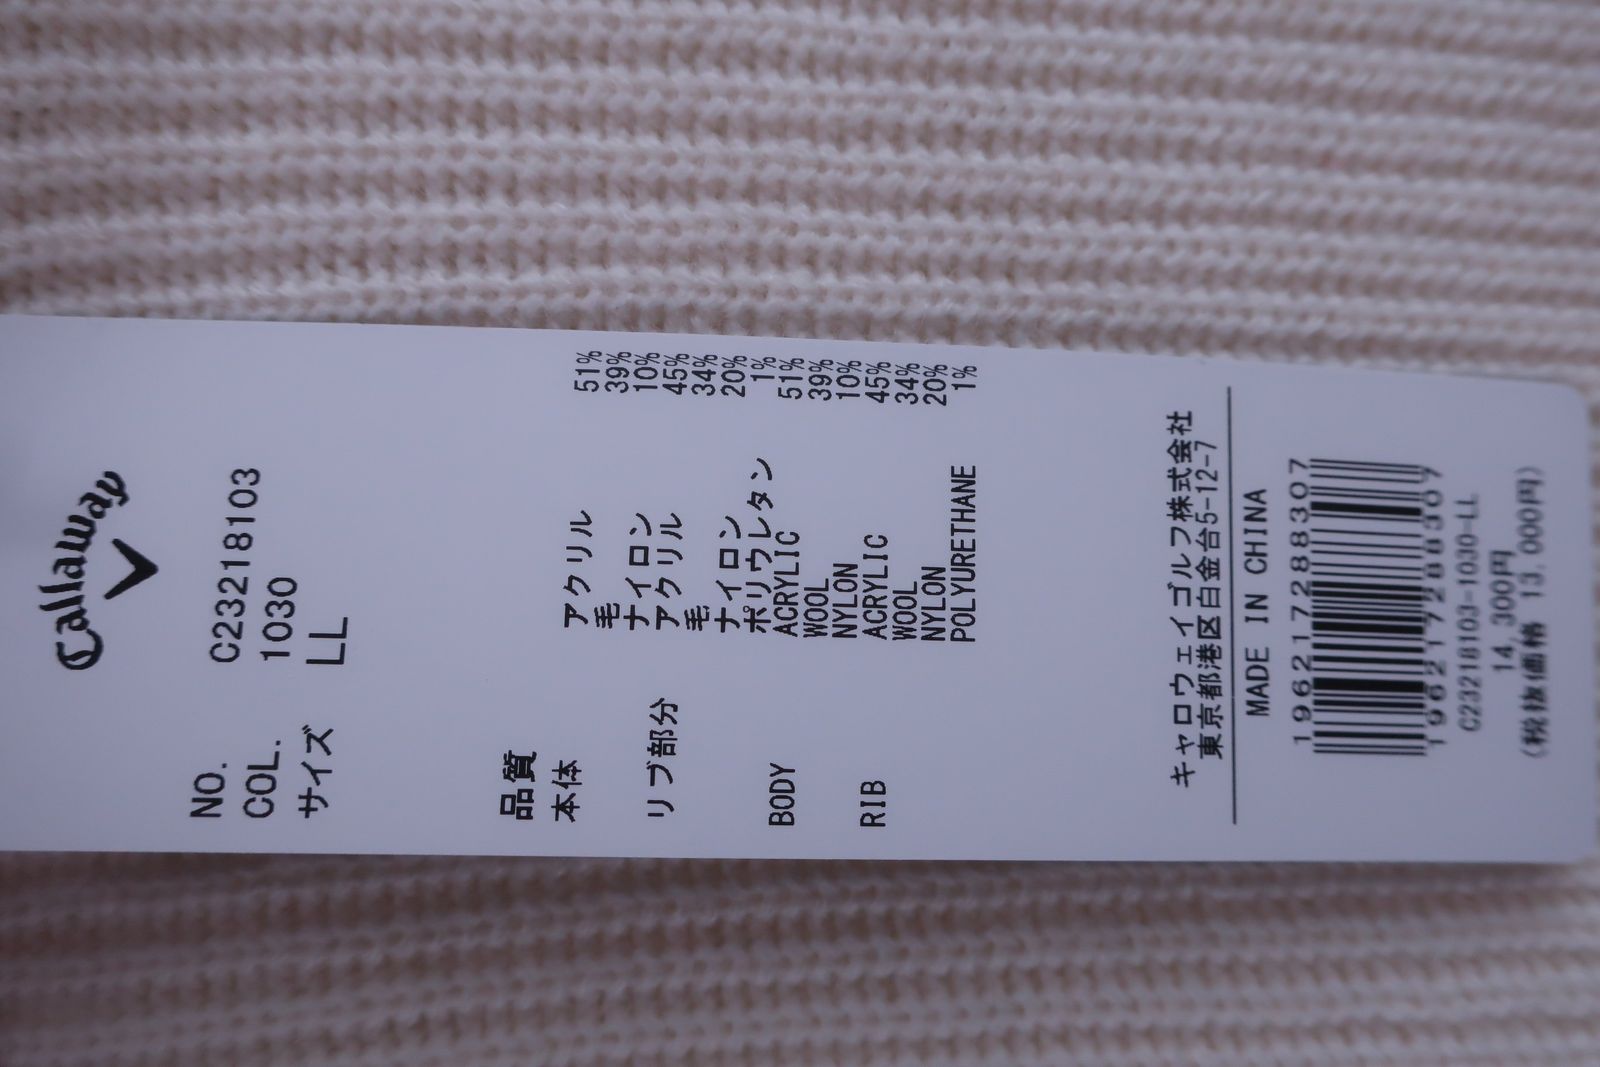 Callaway
NO. C23218103
COL. 1030
サイズ LL
品質
本体 アクリル 51%
毛 39%
ナイロン 10%
リブ部分 アクリル 45%
毛 34%
ナイロン 20%
ポリウレタン 1%
BODY ACRYLIC 51%
WOOL 39%
NYLON 10%
RIB ACRYLIC 45%
WOOL 34%
NYLON 20%
POLYURETHANE 1%
キャロウェイゴルフ株式会社
東京都港区白金台5-12-7
MADE IN CHINA
196217288307
196217288307
C23218103-1030-LL
14,300円
(税抜価格 13,000円)